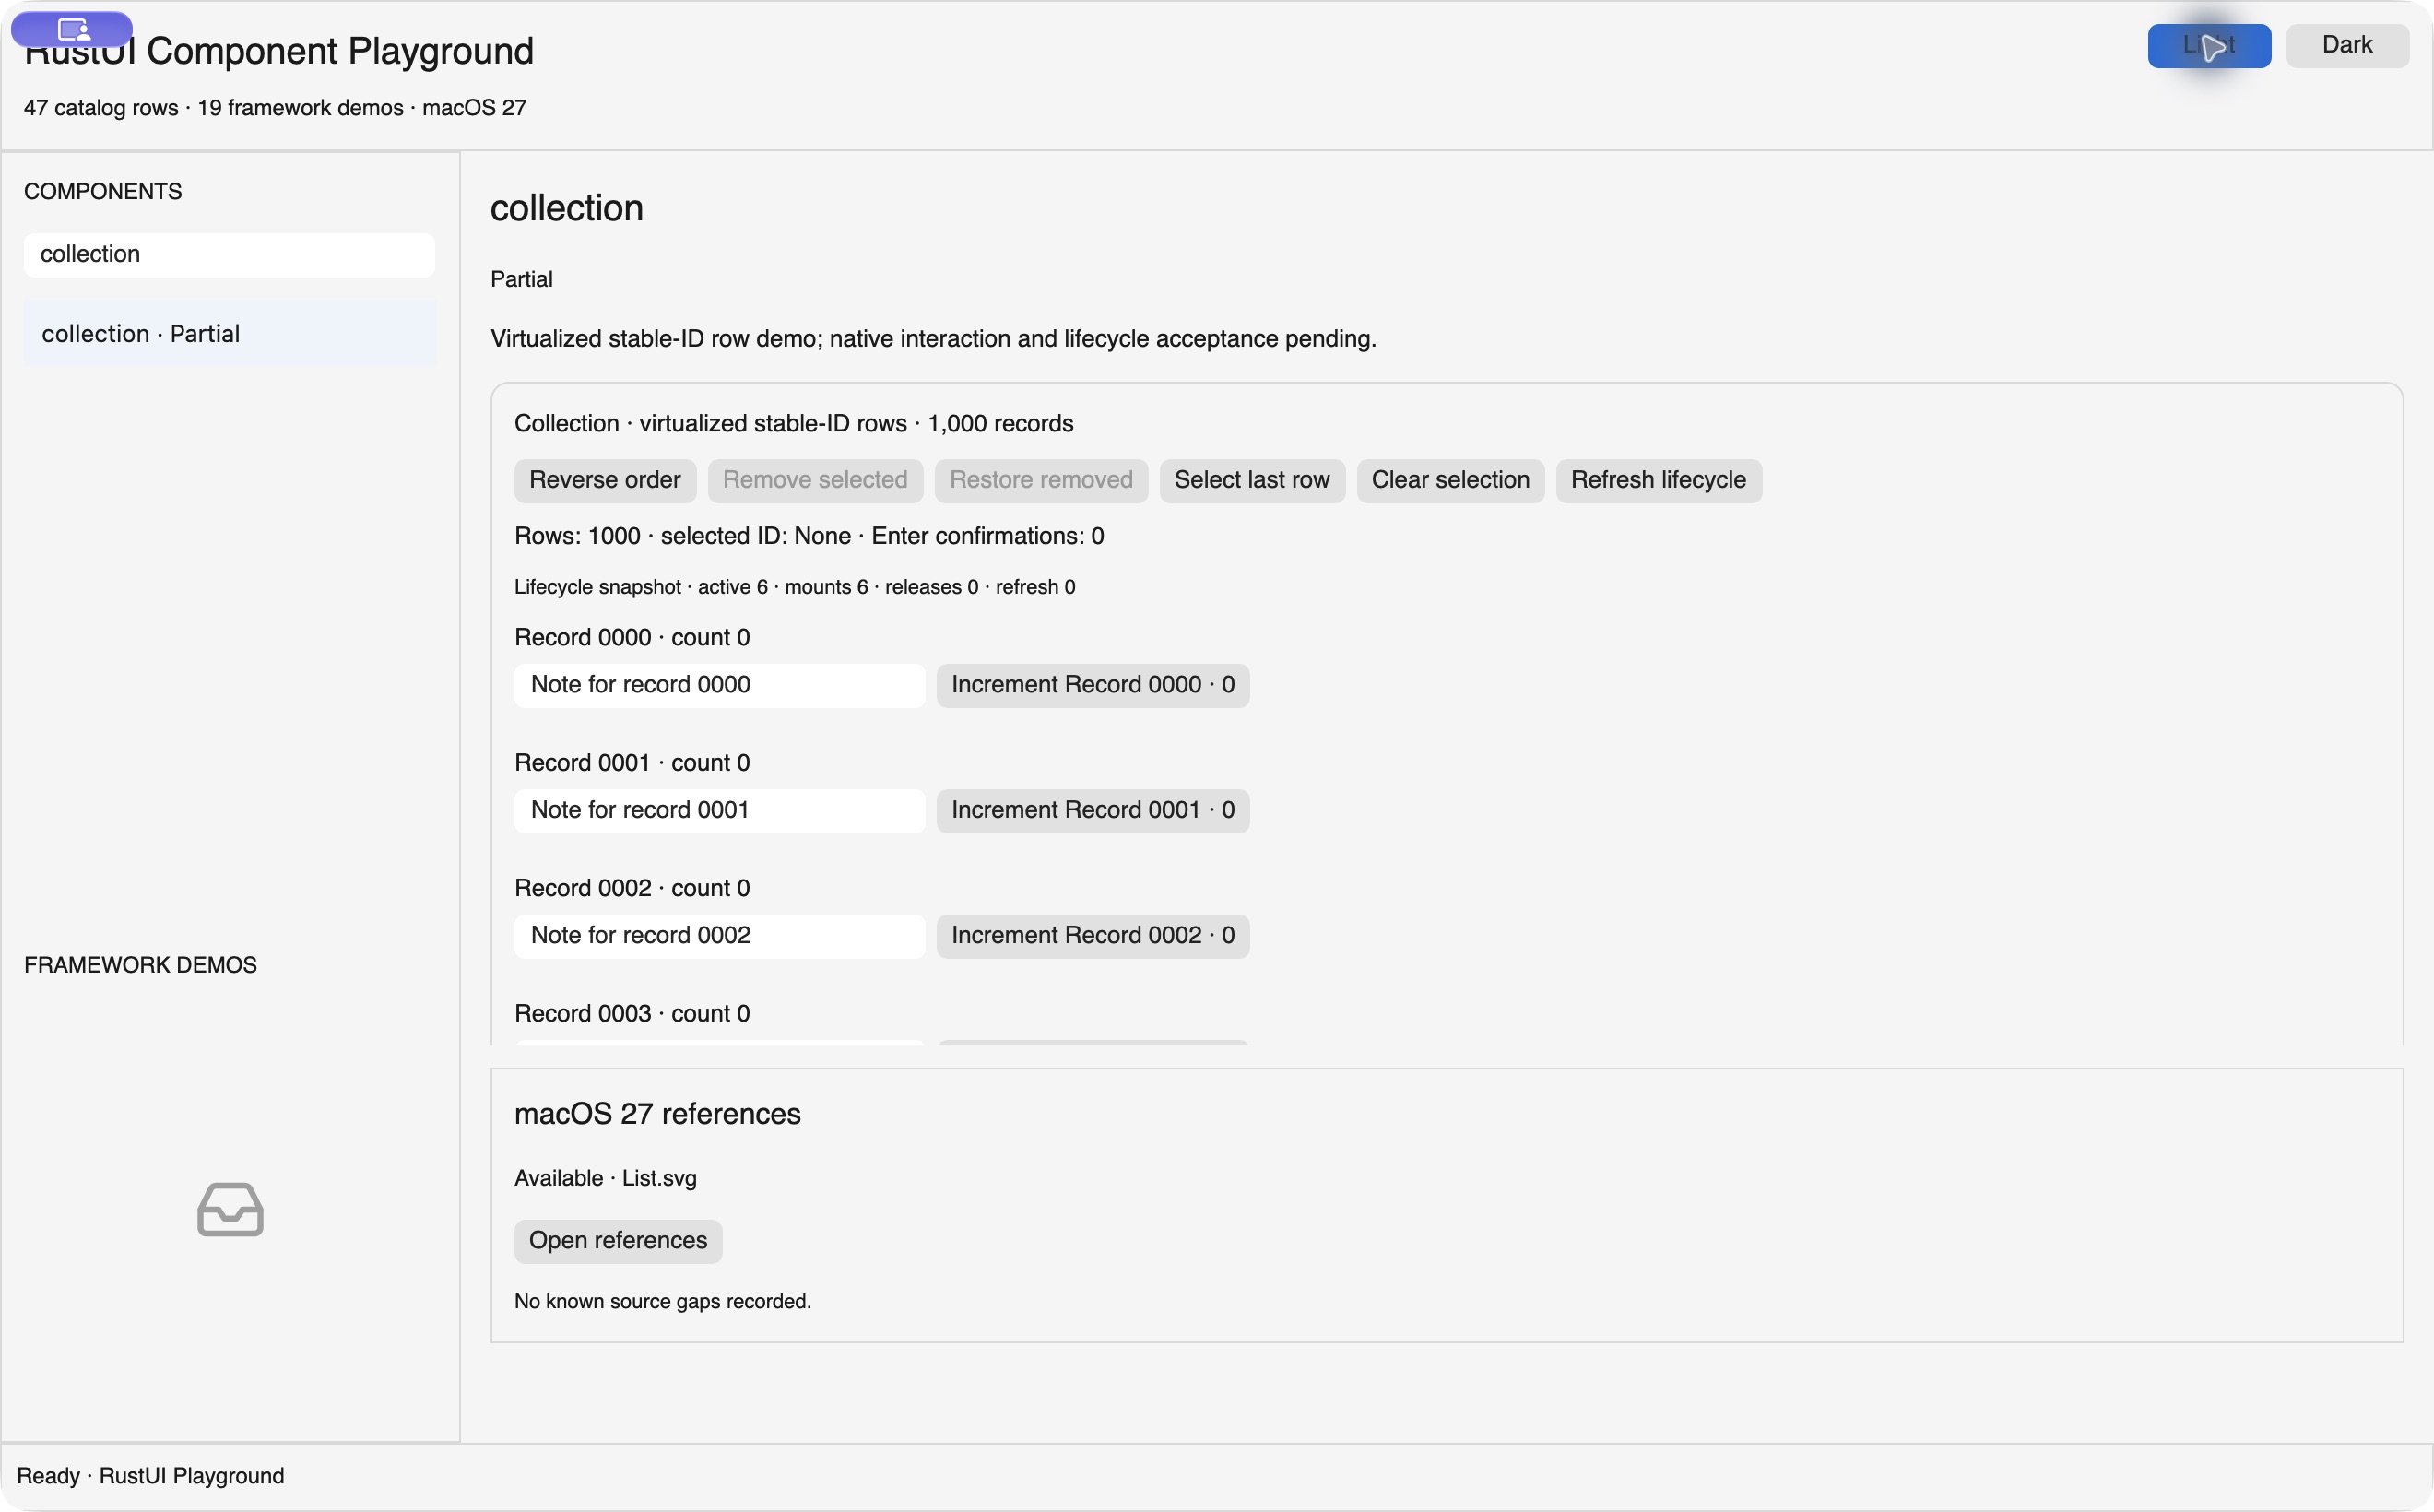 RustUI Component Playground
Dark
47 catalog rows · 19 framework demos · macOS 27
COMPONENTS
collection
collection · Partial
FRAMEWORK DEMOS
collection
Partial
Virtualized stable-ID row demo; native interaction and lifecycle acceptance pending.
Collection · virtualized stable-ID rows · 1,000 records
Reverse order Remove selected Restore removed Select last row Clear selection Refresh lifecycle
Rows: 1000 · selected ID: None · Enter confirmations: 0
Lifecycle snapshot · active 6 · mounts 6 · releases 0 · refresh 0
Record 0000 · count 0
Note for record 0000 Increment Record 0000 · 0
Record 0001 · count 0
Note for record 0001 Increment Record 0001 · 0
Record 0002 · count 0
Note for record 0002 Increment Record 0002 · 0
Record 0003 · count 0
macOS 27 references
Available · List.svg
Open references
No known source gaps recorded.
Ready · RustUI Playground